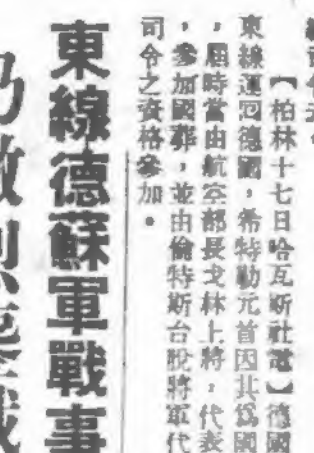 【柏林十七日哈瓦斯社電】德國
東線運回德國，希特勒元首因其為國
，屆時當由航空部長戈林上將，代表
，參加國葬，並由倫特斯台脫將軍代
司令之資格參加。
東線德蘇軍戰事